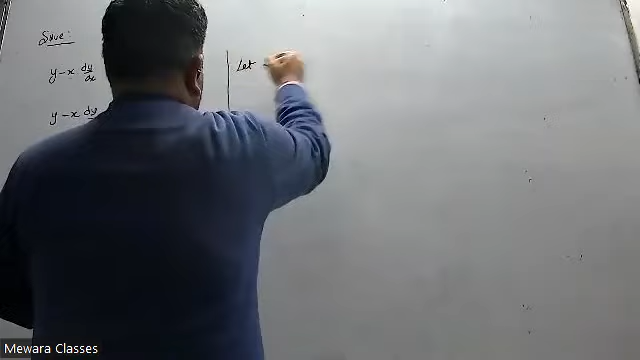 Solve:
y - x dy/dx
y - x dy
Let
Mewara Classes